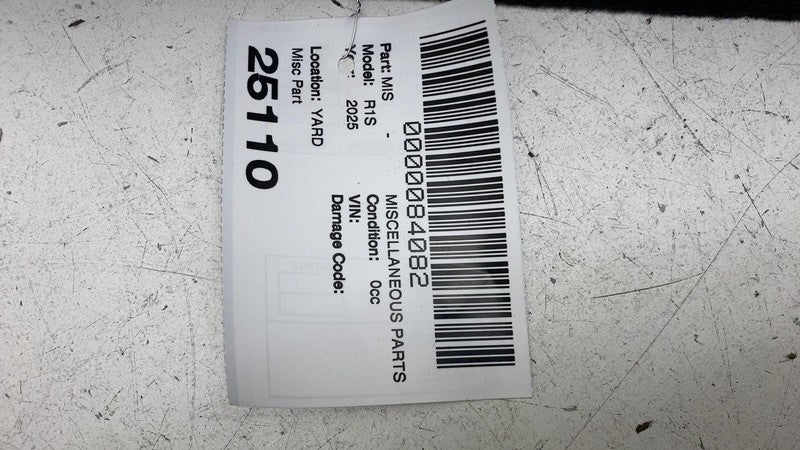 0000084082
Part: MIS - MISCELLANEOUS PARTS
Model: R1S Condition: 0cc
2025 VIN:
Damage Code:
Location: YARD
Misc Part
25110